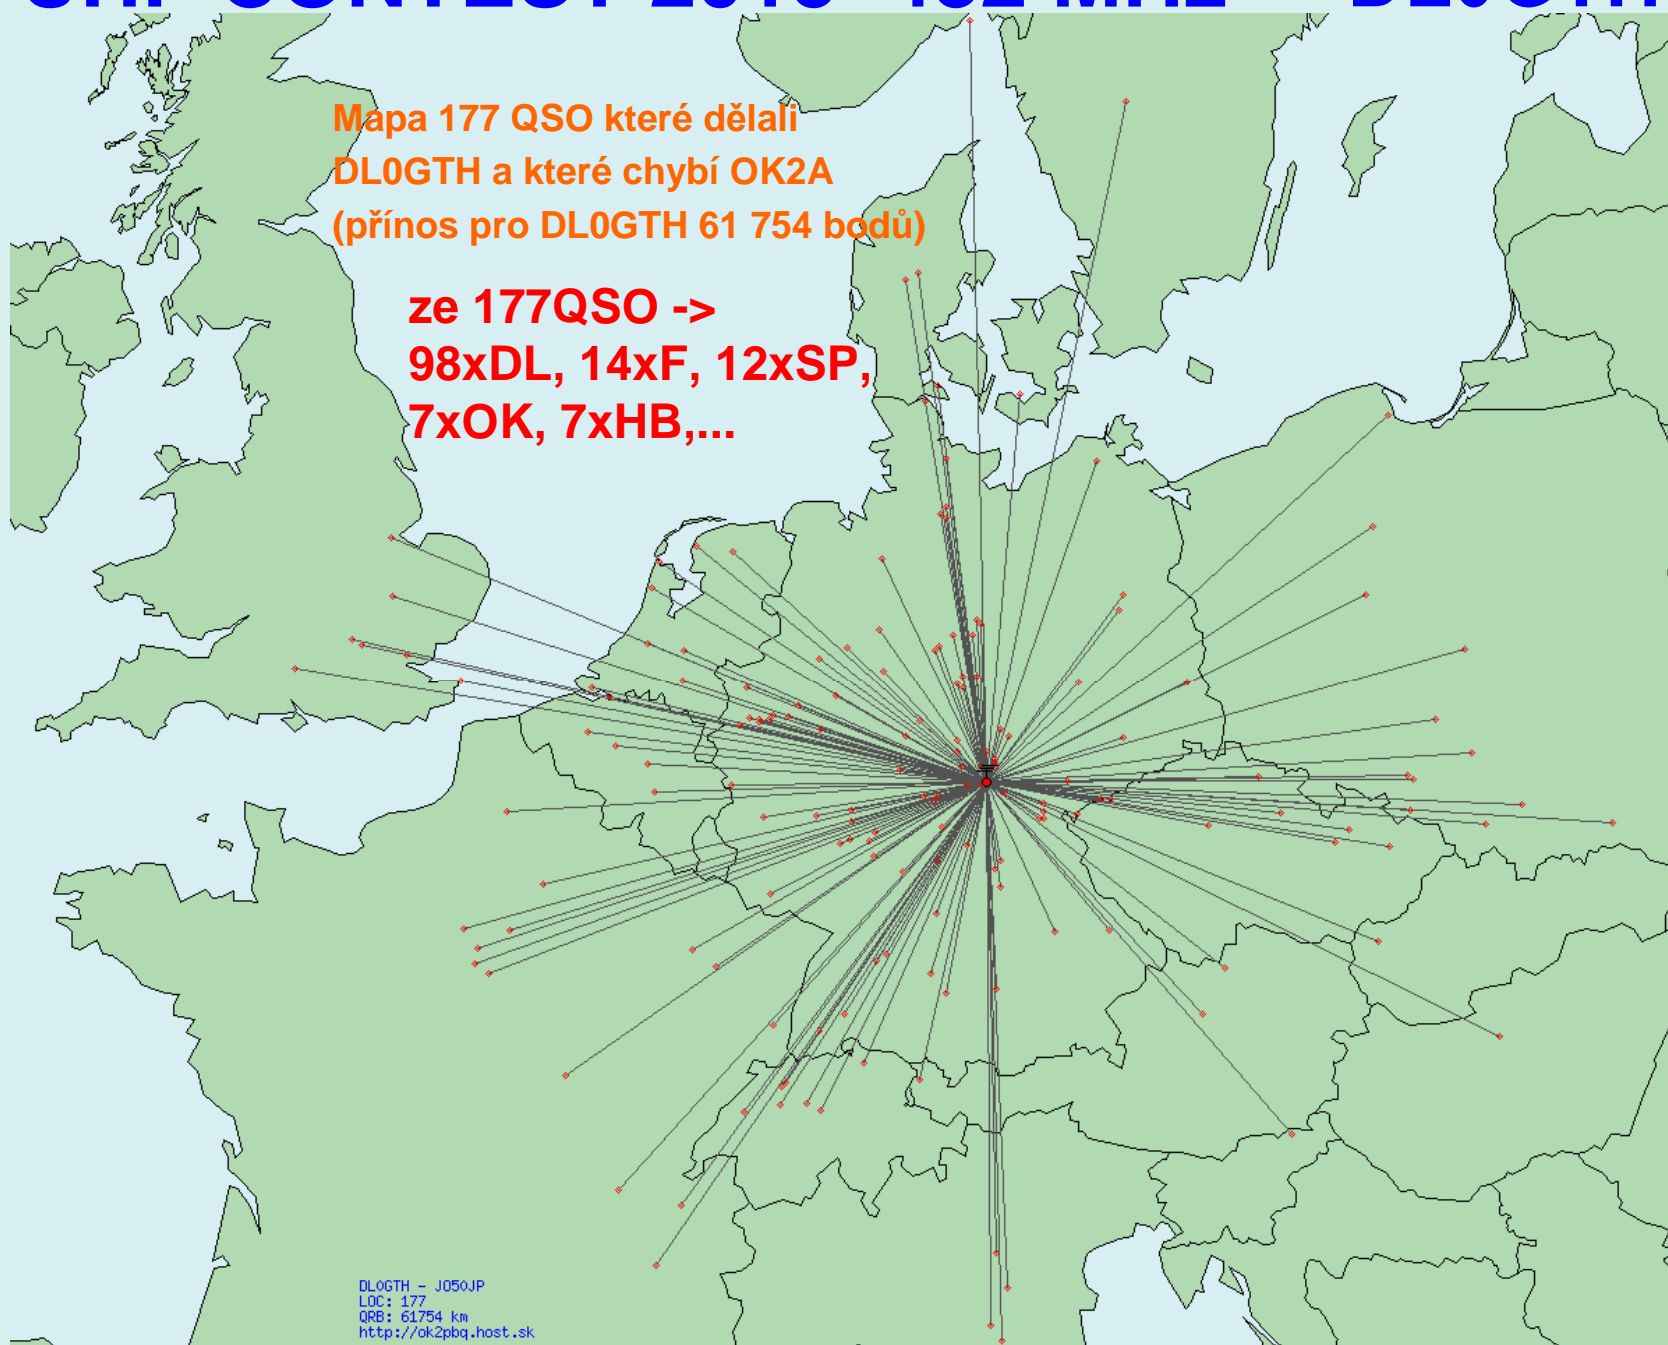 Mapa 177 QSO které dělali
DL0GTH a které chybí OK2A
(přínos pro DL0GTH 61 754 bodů)
ze 177QSO ->
98xDL, 14xF, 12xSP,
7xOK, 7xHB,...
DL0GTH - JO50JP
LOC: 177
QRB: 61754 km
http://ok2pbq.host.sk